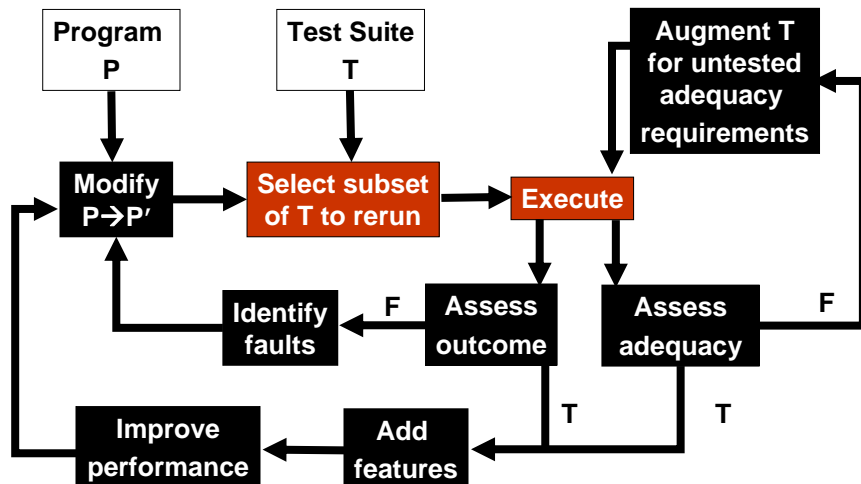 Program
P
Test Suite
T
Augment T
for untested
adequacy
requirements
Modify
P→P′
Select subset
of T to rerun
Execute
Identify
faults
F
Assess
outcome
Assess
adequacy
F
T
T
Improve
performance
Add
features